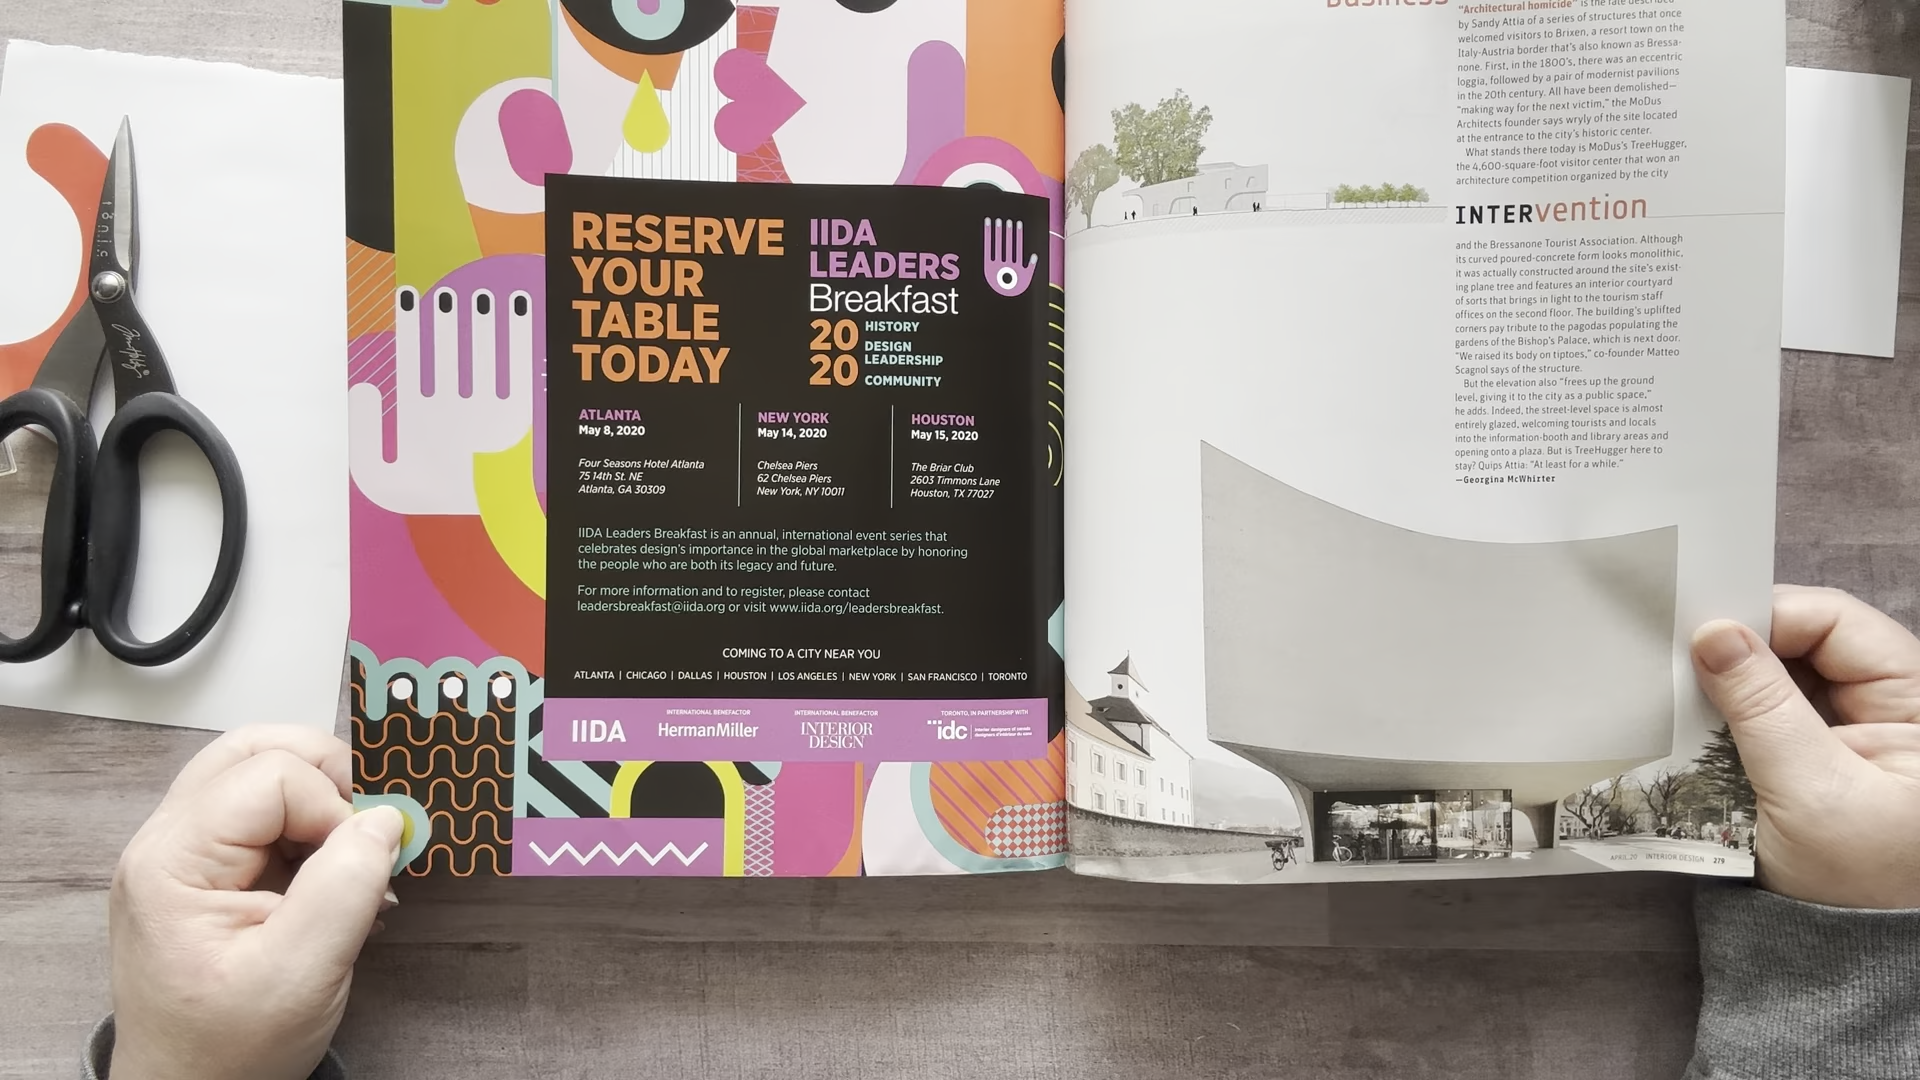 RESERVE
YOUR
TABLE
TODAY
IIDA
LEADERS
Breakfast
20
20
HISTORY
DESIGN
LEADERSHIP
COMMUNITY
ATLANTA
May 8, 2020
Four Seasons Hotel Atlanta
75 14th St. NE
Atlanta, GA 30309
NEW YORK
May 14, 2020
Chelsea Piers
62 Chelsea Piers
New York, NY 10011
HOUSTON
May 15, 2020
The Briar Club
2603 Timmons Lane
Houston, TX 77027
IIDA Leaders Breakfast is an annual, international event series that
celebrates design's importance in the global marketplace by honoring
the people who are both its legacy and future.
For more information and to register, please contact
leadersbreakfast@iida.org or visit www.iida.org/leadersbreakfast.
COMING TO A CITY NEAR YOU
ATLANTA | CHICAGO | DALLAS | HOUSTON | LOS ANGELES | NEW YORK | SAN FRANCISCO | TORONTO
IIDA
INTERNATIONAL BENEFACTOR
HermanMiller
INTERNATIONAL BENEFACTOR
INTERIOR
DESIGN
TORONTO, IN PARTNERSHIP WITH
idc
interior designers of canada
designers d'intérieur du canada
Business
"Architectural homicide" is the fate described
by Sandy Attia of a series of structures that once
welcomed visitors to Brixen, a resort town on the
Italy-Austria border that's also known as Bressa-
none. First, in the 1800's, there was an eccentric
loggia, followed by a pair of modernist pavilions
in the 20th century. All have been demolished—
"making way for the next victim," the MoDus
Architects founder says wryly of the site located
at the entrance to the city's historic center.
What stands there today is MoDus's TreeHugger,
the 4,600-square-foot visitor center that won an
architecture competition organized by the city
INTERvention
and the Bressanone Tourist Association. Although
its curved poured-concrete form looks monolithic,
it was actually constructed around the site's exist-
ing plane tree and features an interior courtyard
of sorts that brings in light to the tourism staff
offices on the second floor. The building's uplifted
corners pay tribute to the pagodas populating the
gardens of the Bishop's Palace, which is next door.
"We raised its body on tiptoes," co-founder Matteo
Scagnol says of the structure.
But the elevation also "frees up the ground
level, giving it to the city as a public space,"
he adds. Indeed, the street-level space is almost
entirely glazed, welcoming tourists and locals
into the information-booth and library areas and
opening onto a plaza. But is TreeHugger here to
stay? Quips Attia: "At least for a while."
—Georgina McWhirter
APRIL.20 INTERIOR DESIGN 279